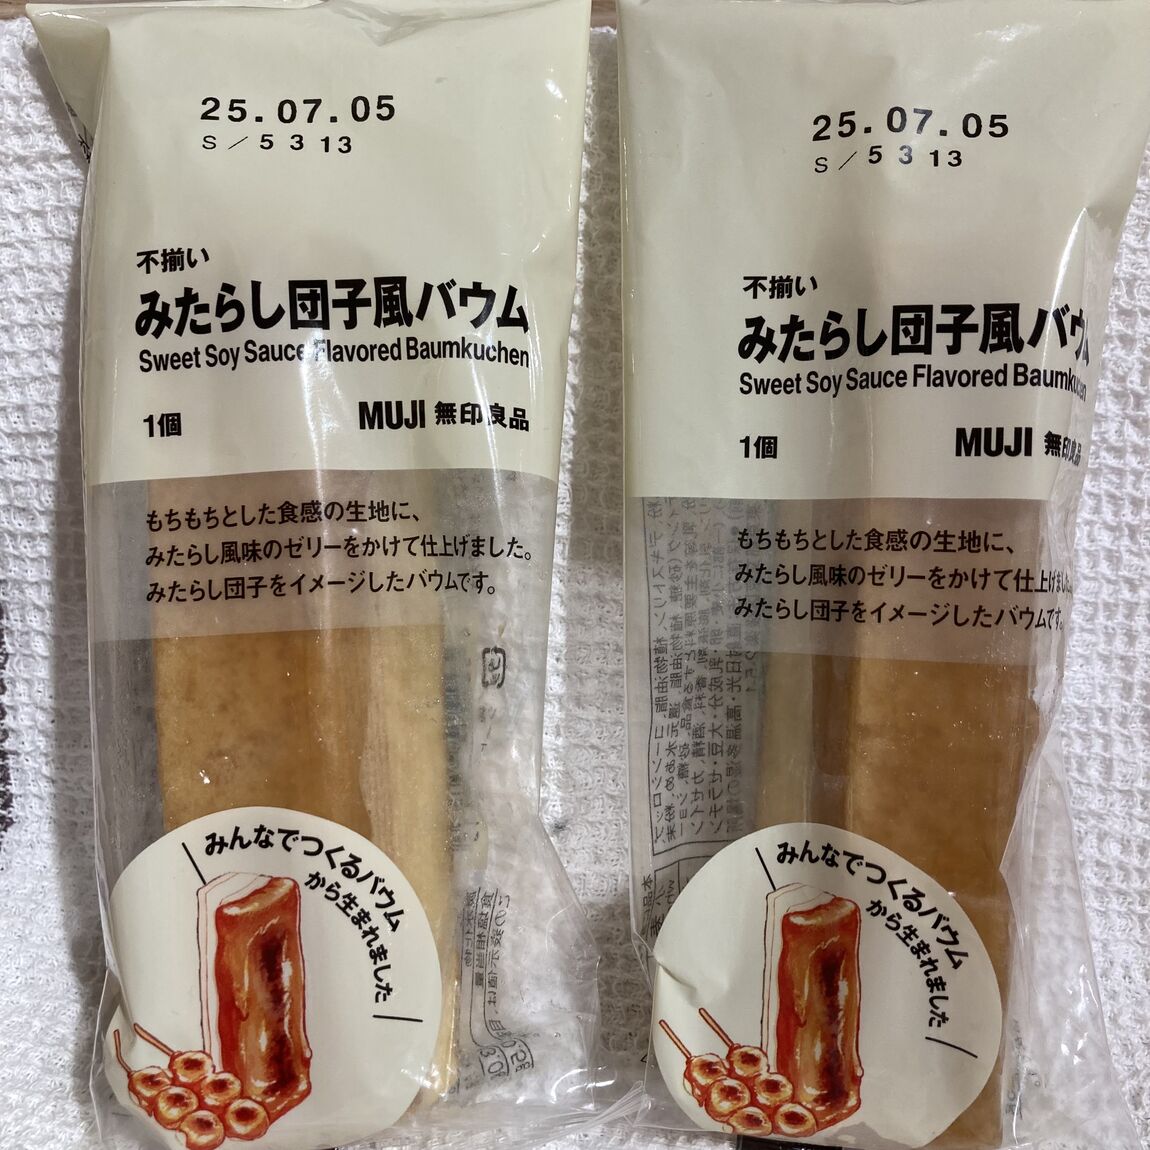 25.07.05
S/5 3 13
不揃い
みたらし団子風バウム
Sweet Soy Sauce Flavored Baumkuchen
1個
MUJI 無印良品
もちもちとした食感の生地に、
みたらし風味のゼリーをかけて仕上げました。
みたらし団子をイメージしたバウムです。
みんなでつくるバウム
から生まれました
25.07.05
S/5 3 13
不揃い
みたらし団子風バウム
Sweet Soy Sauce Flavored Baumkuchen
1個
MUJI 無印良品
もちもちとした食感の生地に、
みたらし風味のゼリーをかけて仕上げました。
みたらし団子をイメージしたバウムです。
みんなでつくるバウム
から生まれました